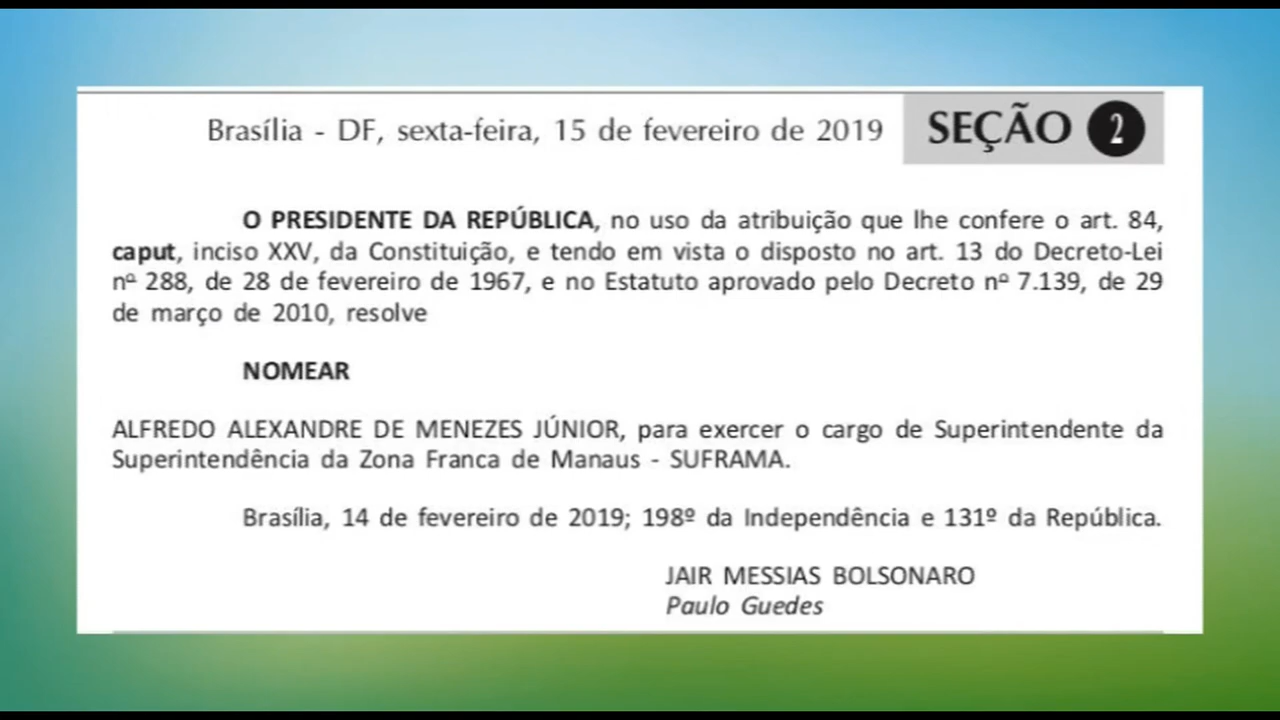 Brasília - DF, sexta-feira, 15 de fevereiro de 2019 SEÇÃO 2
O PRESIDENTE DA REPÚBLICA, no uso da atribuição que lhe confere o art. 84,
caput, inciso XXV, da Constituição, e tendo em vista o disposto no art. 13 do Decreto-Lei
nº 288, de 28 de fevereiro de 1967, e no Estatuto aprovado pelo Decreto nº 7.139, de 29
de março de 2010, resolve
NOMEAR
ALFREDO ALEXANDRE DE MENEZES JÚNIOR, para exercer o cargo de Superintendente da
Superintendência da Zona Franca de Manaus - SUFRAMA.
Brasília, 14 de fevereiro de 2019; 198º da Independência e 131º da República.
JAIR MESSIAS BOLSONARO
Paulo Guedes